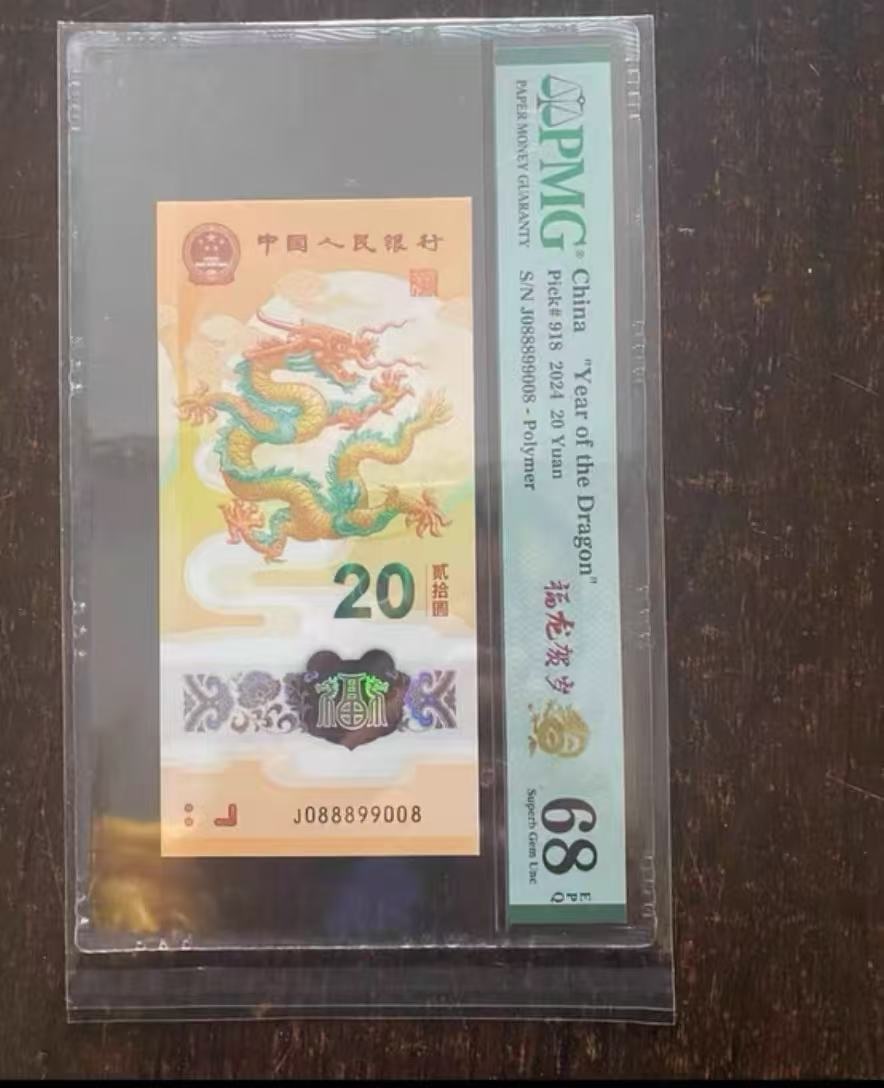 中国人民银行
20
贰拾圆
福
J088899008
PMG®
PAPER MONEY GUARANTY
China "Year of the Dragon"
Pick# 918 2024 20 Yuan
S/N J088899008 - Polymer
福龙贺岁
68 EPQ
Superb Gem Unc